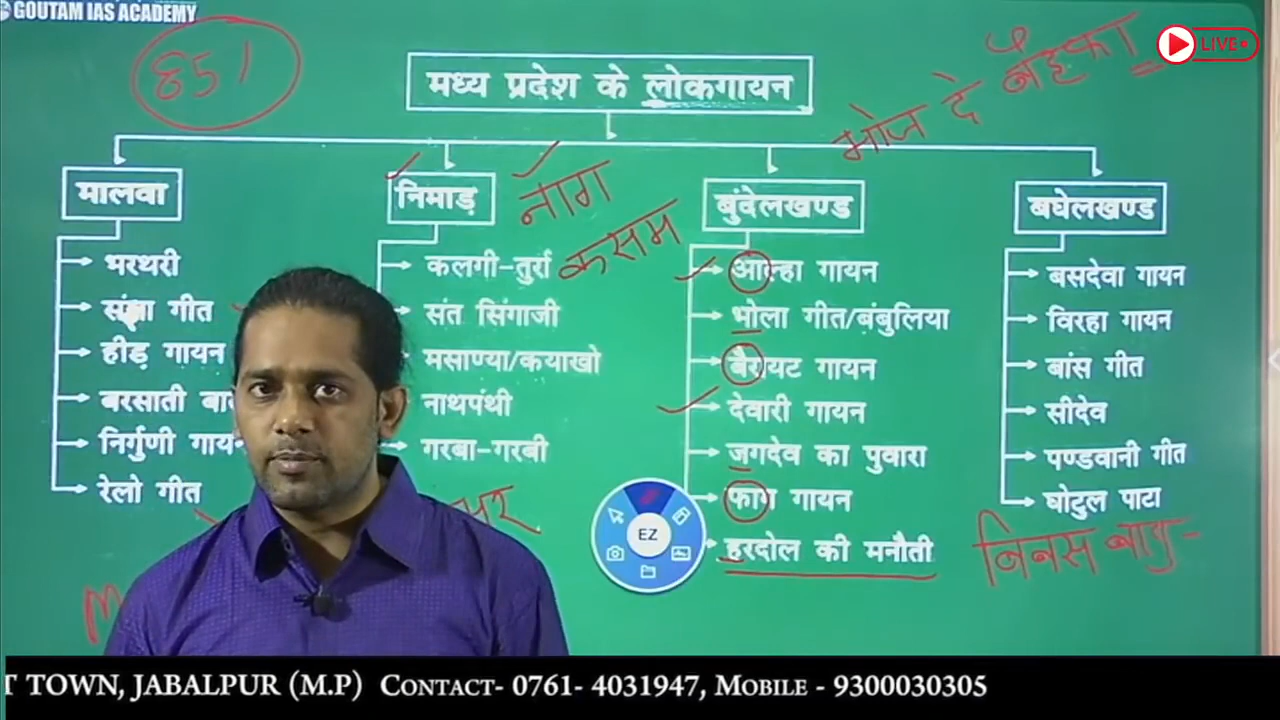 GOUTAM IAS ACADEMY
851
LIVE
मध्य प्रदेश के लोकगायन
भोज दे बैहका
मालवा
भरथरी
संझा गीत
हीड़ गायन
बरसाती
निर्गुणी
रेलो गीत
निमाड़
नाग
कसम
कलगी-तुर्रा
संत सिंगाजी
मसाण्या/कयाखो
नाथपंथी
गरबा-गरबी
बुंदेलखण्ड
आल्हा गायन
भोला गीत/बंबुलिया
बैरायट गायन
देवारी गायन
जगदेव का पुवारा
फाग गायन
हरदोल की मनौती
EZ
बघेलखण्ड
बसदेवा गायन
विरहा गायन
बांस गीत
सीदेव
पण्डवानी गीत
घोटुल पाटा
TOWN, JABALPUR (M.P) CONTACT- 0761- 4031947, MOBILE - 9300030305